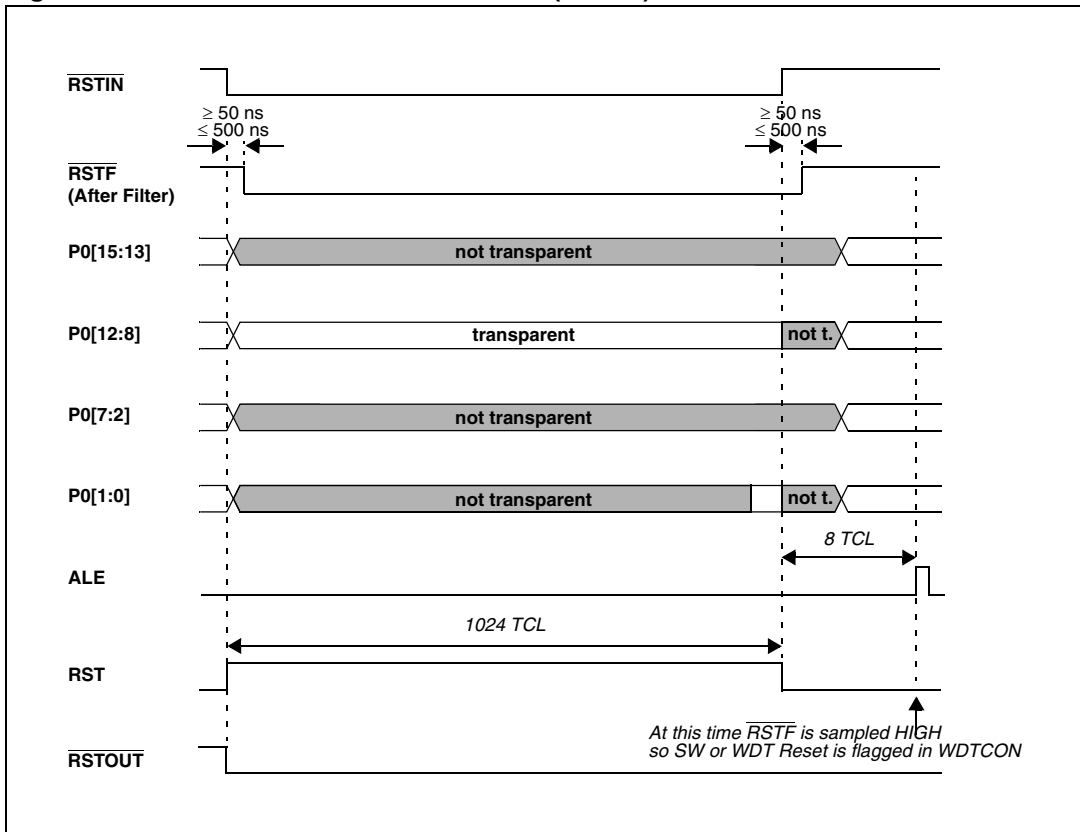 RSTIN
≥ 50 ns
≤ 500 ns
≥ 50 ns
≤ 500 ns
RSTF
(After Filter)
P0[15:13]
not transparent
P0[12:8]
transparent
not t.
P0[7:2]
not transparent
P0[1:0]
not transparent
not t.
8 TCL
ALE
1024 TCL
RST
At this time RSTF is sampled HIGH
so SW or WDT Reset is flagged in WDTCON
RSTOUT